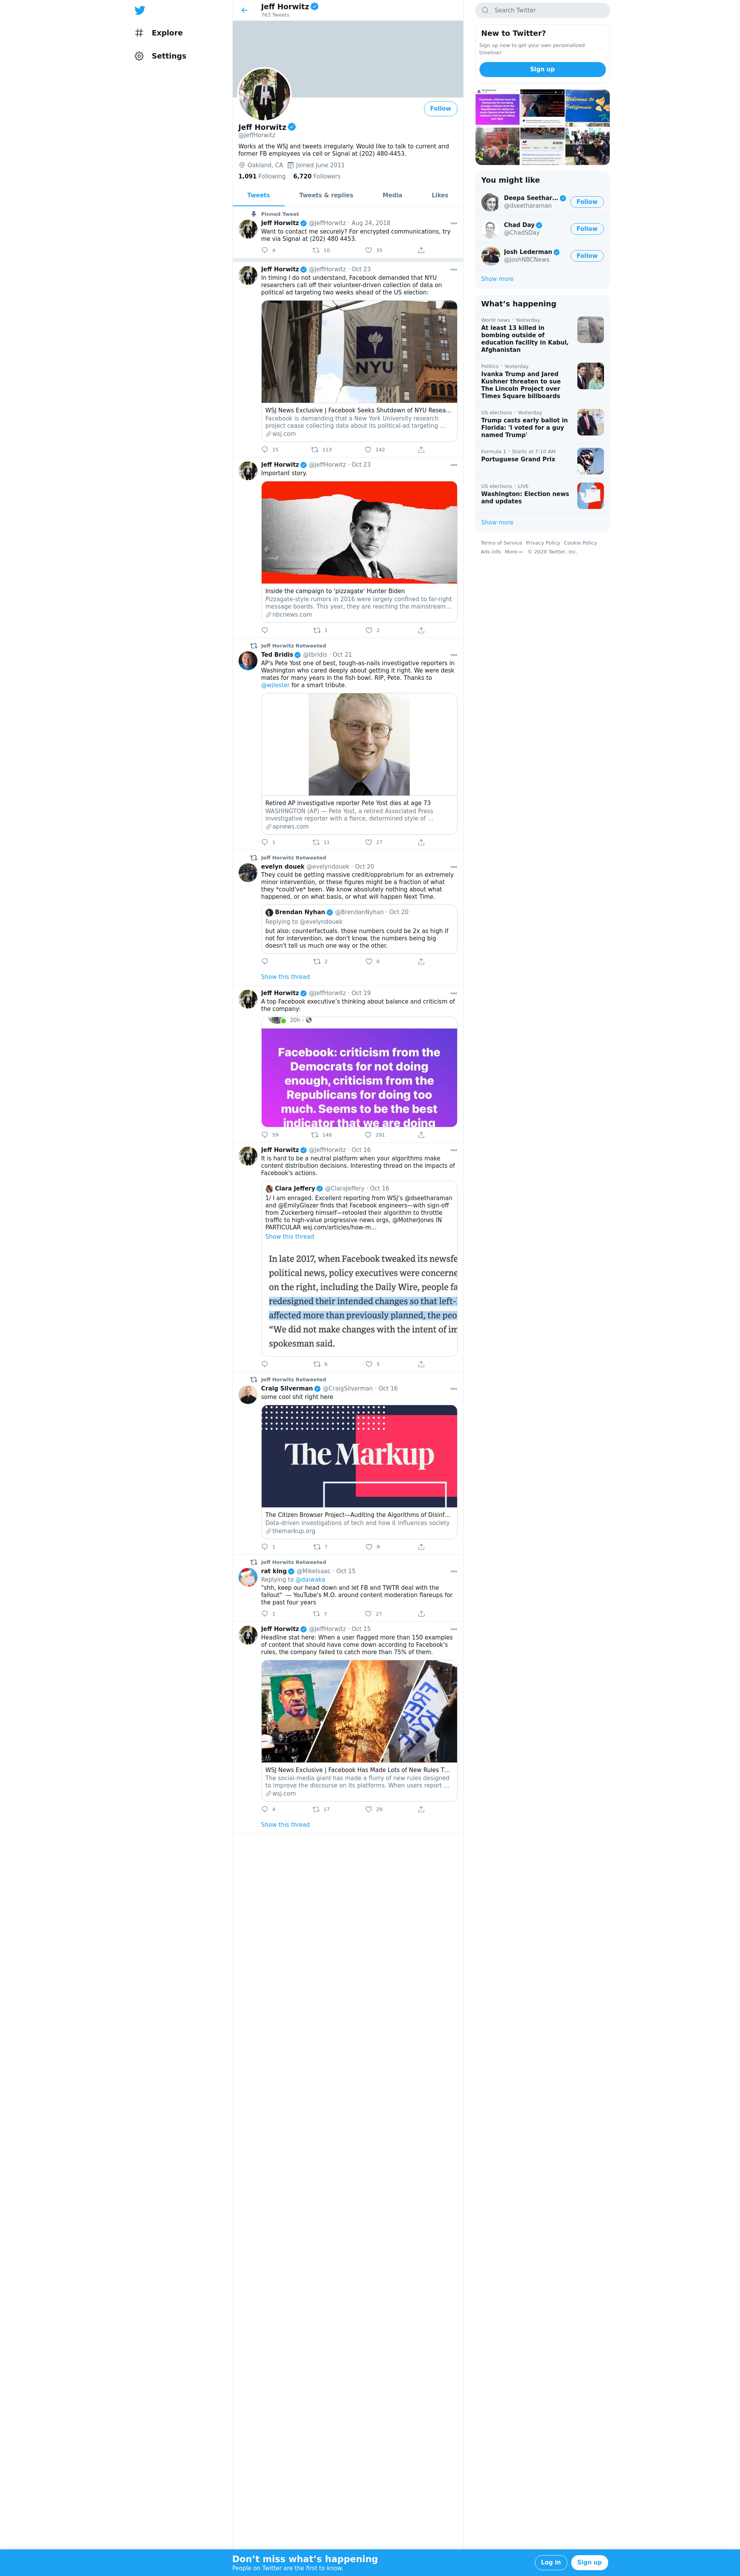 Explore
Settings
Jeff Horwitz
763 Tweets
Follow
Jeff Horwitz
@JeffHorwitz
Works at the WSJ and tweets irregularly. Would like to talk to current and
former FB employees via cell or Signal at (202) 480-4453.
Oakland, CA Joined June 2011
1,091 Following 6,720 Followers
Tweets Tweets & replies Media Likes
Pinned Tweet
Jeff Horwitz @JeffHorwitz · Aug 24, 2018
Want to contact me securely? For encrypted communications, try
me via Signal at (202) 480 4453.
4 10 35
Jeff Horwitz @JeffHorwitz · Oct 23
In timing I do not understand, Facebook demanded that NYU
researchers call off their volunteer-driven collection of data on
political ad targeting two weeks ahead of the US election:
NYU
WSJ News Exclusive | Facebook Seeks Shutdown of NYU Resea...
Facebook is demanding that a New York University research
project cease collecting data about its political-ad targeting ...
wsj.com
15 113 142
Jeff Horwitz @JeffHorwitz · Oct 23
Important story.
Inside the campaign to 'pizzagate' Hunter Biden
Pizzagate-style rumors in 2016 were largely confined to far-right
message boards. This year, they are reaching the mainstream...
nbcnews.com
1 2
Jeff Horwitz Retweeted
Ted Bridis @tbridis · Oct 21
AP's Pete Yost one of best, tough-as-nails investigative reporters in
Washington who cared deeply about getting it right. We were desk
mates for many years in the fish bowl. RIP, Pete. Thanks to
@wjlester for a smart tribute.
Retired AP investigative reporter Pete Yost dies at age 73
WASHINGTON (AP) — Pete Yost, a retired Associated Press
investigative reporter with a fierce, determined style of ...
apnews.com
1 11 27
Jeff Horwitz Retweeted
evelyn douek @evelyndouek · Oct 20
They could be getting massive credit/opprobrium for an extremely
minor intervention, or these figures might be a fraction of what
they *could've* been. We know absolutely nothing about what
happened, or on what basis, or what will happen Next Time.
Brendan Nyhan @BrendanNyhan · Oct 20
Replying to @evelyndouek
but also: counterfactuals. those numbers could be 2x as high if
not for intervention. we don't know. the numbers being big
doesn't tell us much one way or the other.
2 6
Show this thread
Jeff Horwitz @JeffHorwitz · Oct 19
A top Facebook executive's thinking about balance and criticism of
the company:
20h ·
Facebook: criticism from the
Democrats for not doing
enough, criticism from the
Republicans for doing too
much. Seems to be the best
indicator that we are doing
59 148 291
Jeff Horwitz @JeffHorwitz · Oct 16
It is hard to be a neutral platform when your algorithms make
content distribution decisions. Interesting thread on the impacts of
Facebook's actions.
Clara Jeffery @ClaraJeffery · Oct 16
1/ I am enraged. Excellent reporting from WSJ's @dseetharaman
and @EmilyGlazer finds that Facebook engineers—with sign-off
from Zuckerberg himself—retooled their algorithm to throttle
traffic to high-value progressive news orgs, @MotherJones IN
PARTICULAR wsj.com/articles/how-m...
Show this thread
In late 2017, when Facebook tweaked its newsfe
political news, policy executives were concerne
on the right, including the Daily Wire, people fa
redesigned their intended changes so that left-
affected more than previously planned, the peo
"We did not make changes with the intent of im
spokesman said.
6 5
Jeff Horwitz Retweeted
Craig Silverman @CraigSilverman · Oct 16
some cool shit right here
The Markup
The Citizen Browser Project—Auditing the Algorithms of Disinf...
Data-driven investigations of tech and how it influences society
themarkup.org
1 7 9
Jeff Horwitz Retweeted
rat king @MikeIsaac · Oct 15
Replying to @daiwaka
"shh, keep our head down and let FB and TWTR deal with the
fallout" — YouTube's M.O. around content moderation flareups for
the past four years
1 7 27
Jeff Horwitz @JeffHorwitz · Oct 15
Headline stat here: When a user flagged more than 150 examples
of content that should have come down according to Facebook's
rules, the company failed to catch more than 75% of them.
FREE KYLE
WSJ News Exclusive | Facebook Has Made Lots of New Rules T...
The social-media giant has made a flurry of new rules designed
to improve the discourse on its platforms. When users report ...
wsj.com
4 17 29
Show this thread
Search Twitter
New to Twitter?
Sign up now to get your own personalized
timeline!
Sign up
You might like
Deepa Seethar...
@dseetharaman
Follow
Chad Day
@ChadSDay
Follow
Josh Lederman
@JoshNBCNews
Follow
Show more
What's happening
World news · Yesterday
At least 13 killed in
bombing outside of
education facility in Kabul,
Afghanistan
Politics · Yesterday
Ivanka Trump and Jared
Kushner threaten to sue
The Lincoln Project over
Times Square billboards
US elections · Yesterday
Trump casts early ballot in
Florida: 'I voted for a guy
named Trump'
Formula 1 · Starts at 7:10 AM
Portuguese Grand Prix
US elections · LIVE
Washington: Election news
and updates
Show more
Terms of Service Privacy Policy Cookie Policy
Ads info More © 2020 Twitter, Inc.
Don't miss what's happening
People on Twitter are the first to know.
Log in Sign up